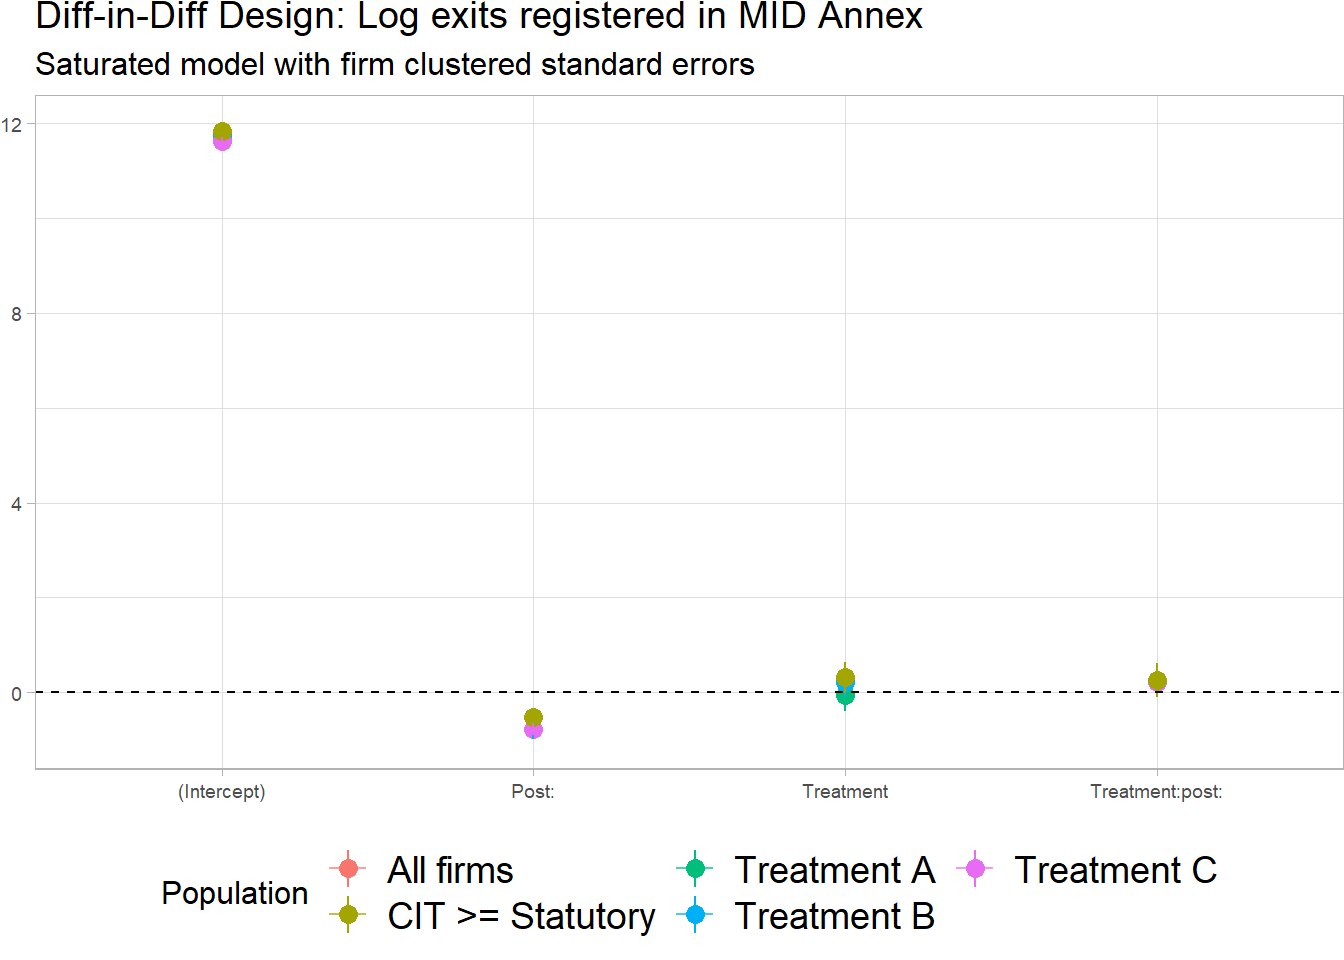 Diff-in-Diff Design: Log exits registered in MID Annex
Saturated model with firm clustered standard errors
12
8
4
0
(Intercept) Post: Treatment Treatment:post:
Population
All firms Treatment A Treatment C
CIT >= Statutory Treatment B